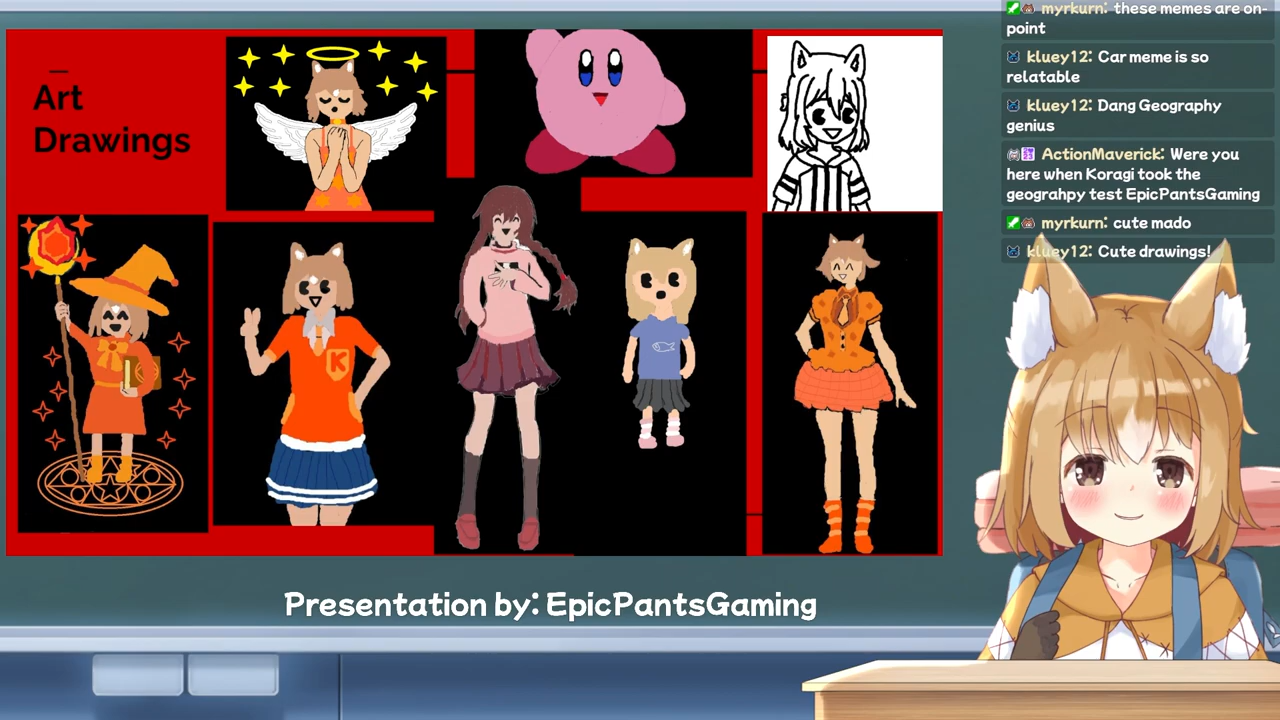 Art
Drawings
K
Presentation by: EpicPantsGaming
myrkurn: these memes are on-
point
kluey12: Car meme is so
relatable
kluey12: Dang Geography
genius
ActionMaverick: Were you
here when Koragi took the
geograhpy test EpicPantsGaming
myrkurn: cute mado
kluey12: Cute drawings!